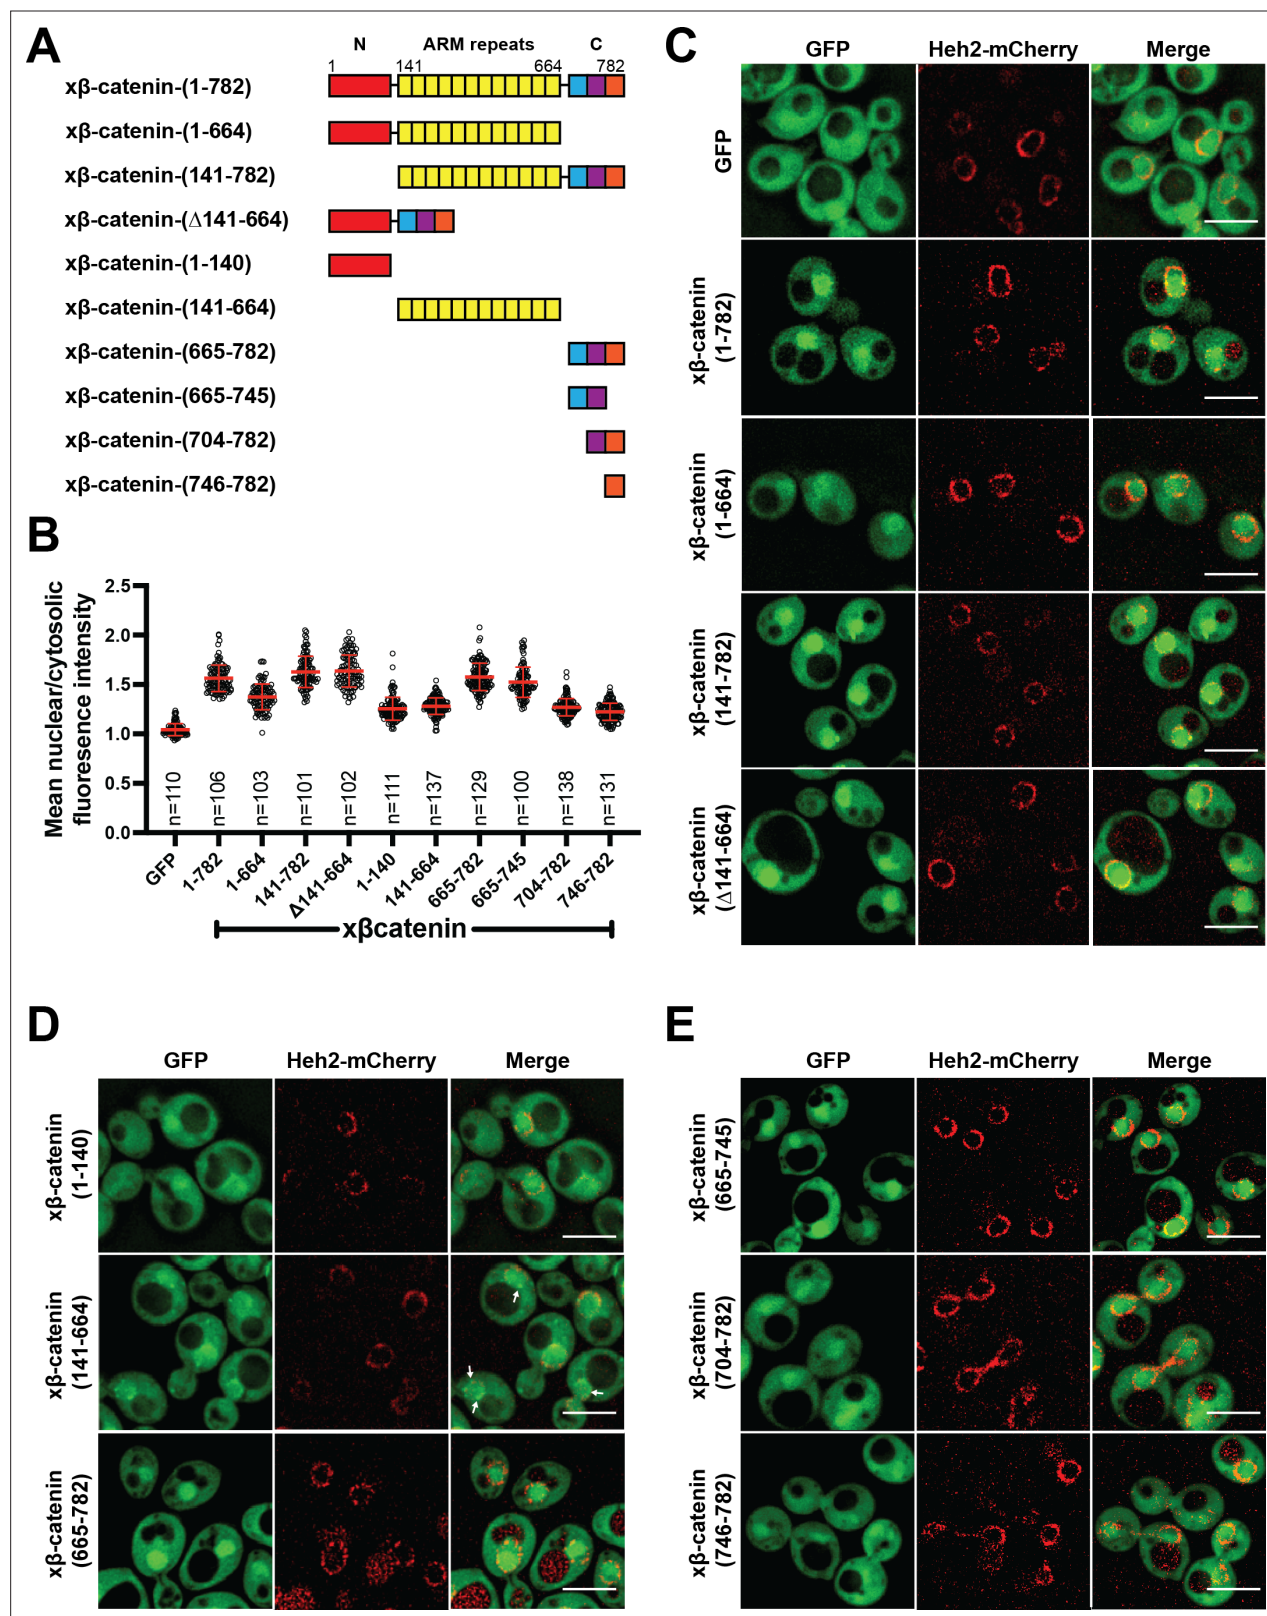 A
N ARM repeats C
1 141 664 782
xβ-catenin-(1-782)
xβ-catenin-(1-664)
xβ-catenin-(141-782)
xβ-catenin-(Δ141-664)
xβ-catenin-(1-140)
xβ-catenin-(141-664)
xβ-catenin-(665-782)
xβ-catenin-(665-745)
xβ-catenin-(704-782)
xβ-catenin-(746-782)
B
Mean nuclear/cytosolic
fluoresence intensity
2.5
2.0
1.5
1.0
0.5
0.0
n=110 n=106 n=103 n=101 n=102 n=111 n=137 n=129 n=100 n=138 n=131
GFP 1-782 1-664 141-782 Δ141-664 1-140 141-664 665-782 665-745 704-782 746-782
xβcatenin
C
GFP Heh2-mCherry Merge
GFP
xβ-catenin
(1-782)
xβ-catenin
(1-664)
xβ-catenin
(141-782)
xβ-catenin
(Δ141-664)
D
GFP Heh2-mCherry Merge
xβ-catenin
(1-140)
xβ-catenin
(141-664)
xβ-catenin
(665-782)
E
GFP Heh2-mCherry Merge
xβ-catenin
(665-745)
xβ-catenin
(704-782)
xβ-catenin
(746-782)